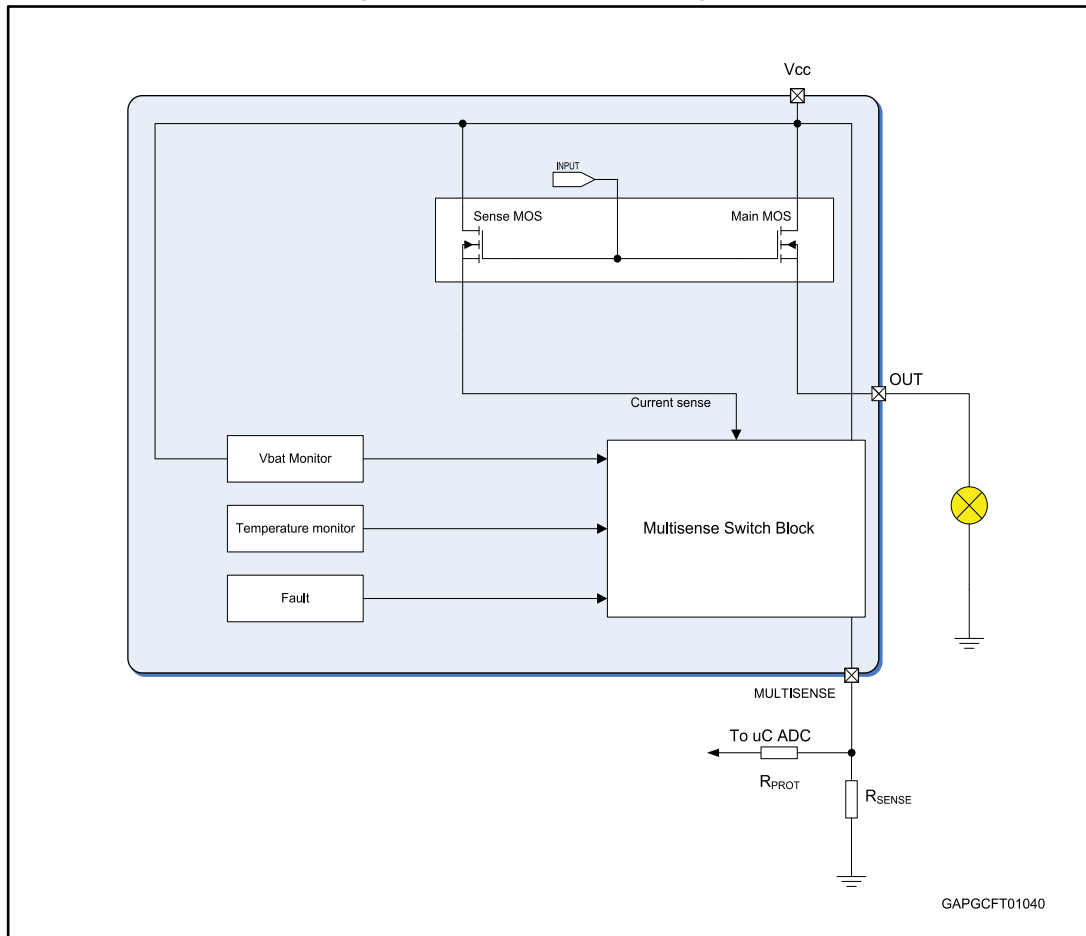 Vcc
INPUT
Sense MOS
Main MOS
OUT
Current sense
Vbat Monitor
Temperature monitor
Multisense Switch Block
Fault
MULTISENSE
To uC ADC
RPROT
RSENSE
GAPGCFT01040